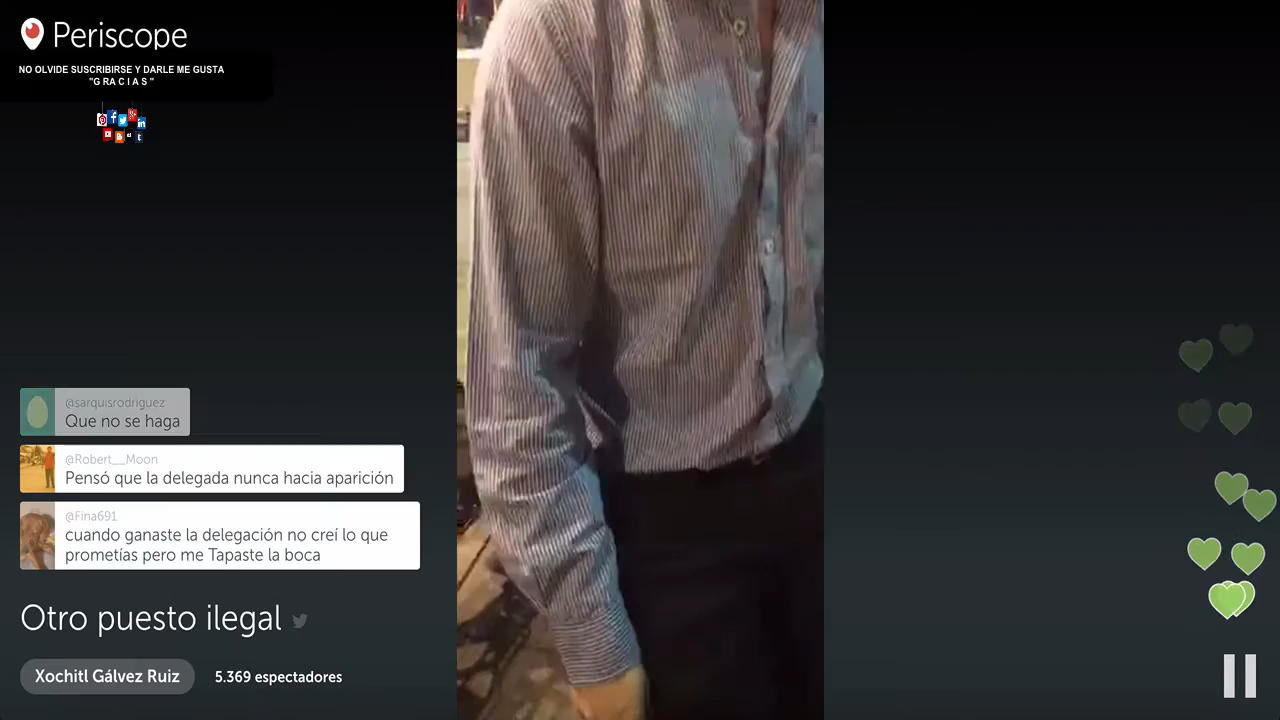 Periscope
NO OLVIDE SUSCRIBIRSE Y DARLE ME GUSTA
"G R A C I A S "
@sarquisrodriguez
Que no se haga
@Robert__Moon
Pensó que la delegada nunca hacia aparición
@Fina691
cuando ganaste la delegación no creí lo que
prometías pero me Tapaste la boca
Otro puesto ilegal
Xochitl Gálvez Ruiz
5.369 espectadores